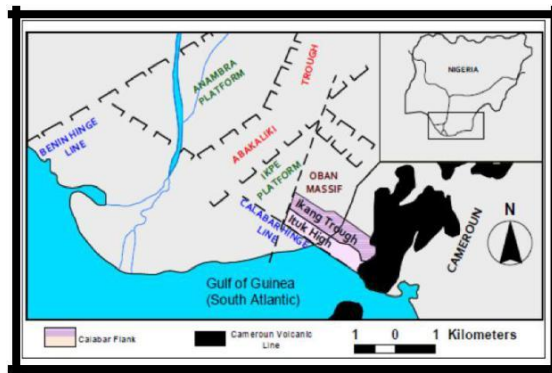 NIGERIA
ANAMBRA
PLATFORM
TROUGH
BENIN HINGE
LINE
ABAKALIKI
IKPE
PLATFORM
OBAN
MASSIF
CALABAR HINGE
LINE
Ikang Trough
Ituk High
CAMEROUN
N
Gulf of Guinea
(South Atlantic)
Calabar Flank
Cameroun Volcanic
Line
1 0 1 Kilometers